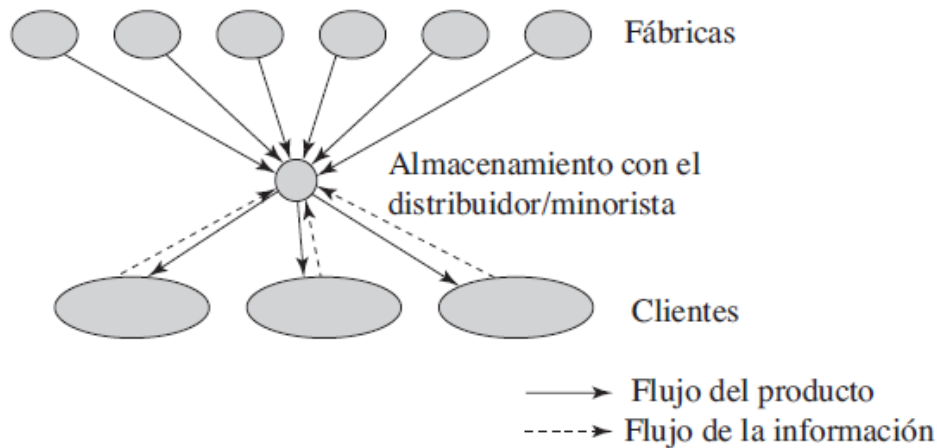 Fábricas
Almacenamiento con el
distribuidor/minorista
Clientes
Flujo del producto
Flujo de la información